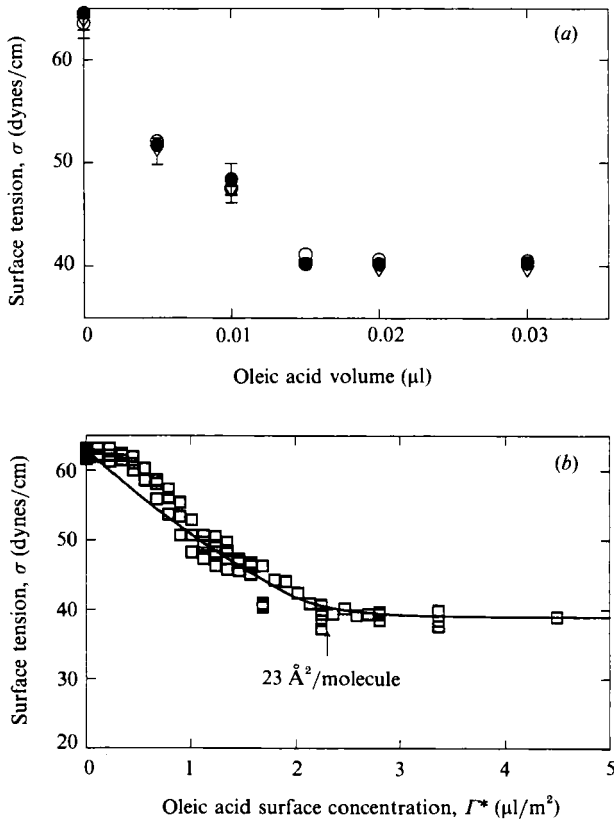 (a)
Surface tension, σ (dynes/cm)
60
50
40
0
0.01
0.02
0.03
Oleic acid volume (μl)
(b)
Surface tension, σ (dynes/cm)
60
50
40
30
20
23 Å²/molecule
0
1
2
3
4
5
Oleic acid surface concentration, Γ* (μl/m²)